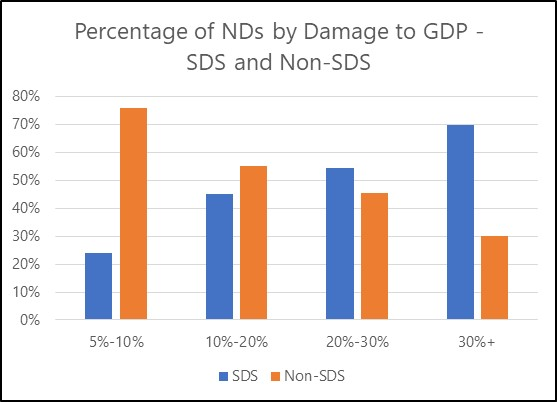 Percentage of NDs by Damage to GDP -
SDS and Non-SDS
80%
70%
60%
50%
40%
30%
20%
10%
0%
5%-10% 10%-20% 20%-30% 30%+
SDS Non-SDS